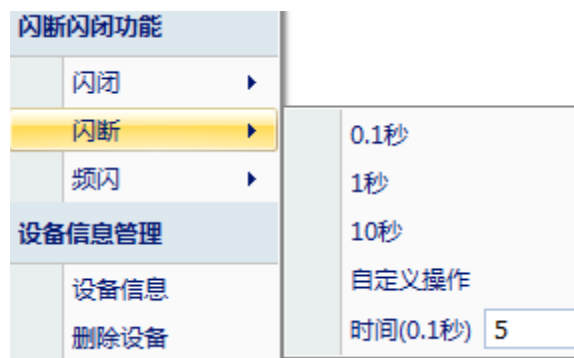 闪断闪闭功能
闪闭
闪断
频闪
设备信息管理
设备信息
删除设备
0.1秒
1秒
10秒
自定义操作
时间(0.1秒) 5